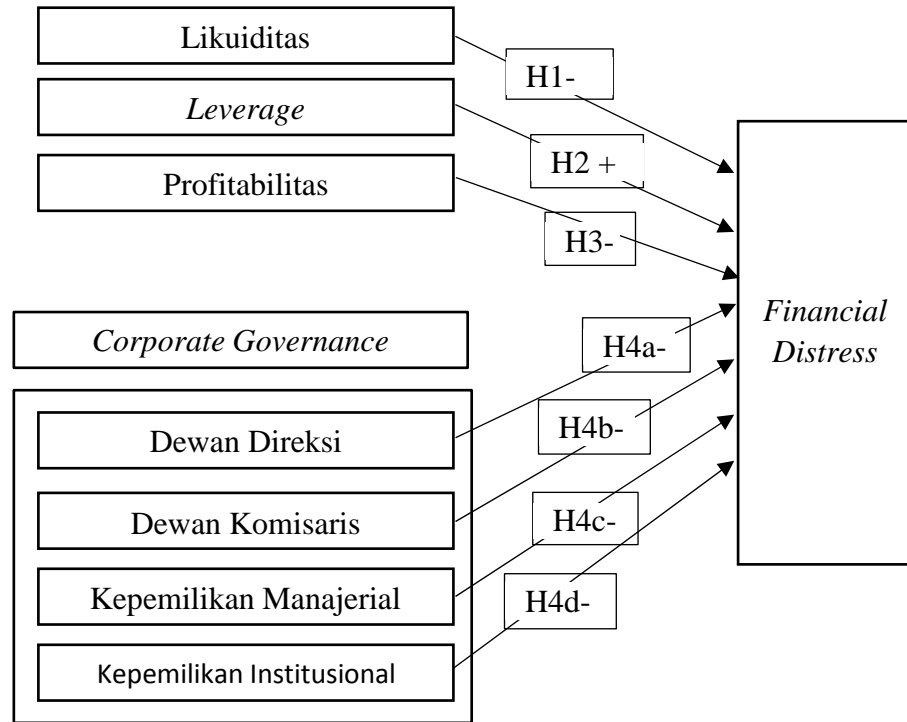 Likuiditas
H1-
Leverage
H2 +
Profitabilitas
H3-
Financial
Distress
Corporate Governance
H4a-
Dewan Direksi
H4b-
Dewan Komisaris
H4c-
Kepemilikan Manajerial
H4d-
Kepemilikan Institusional